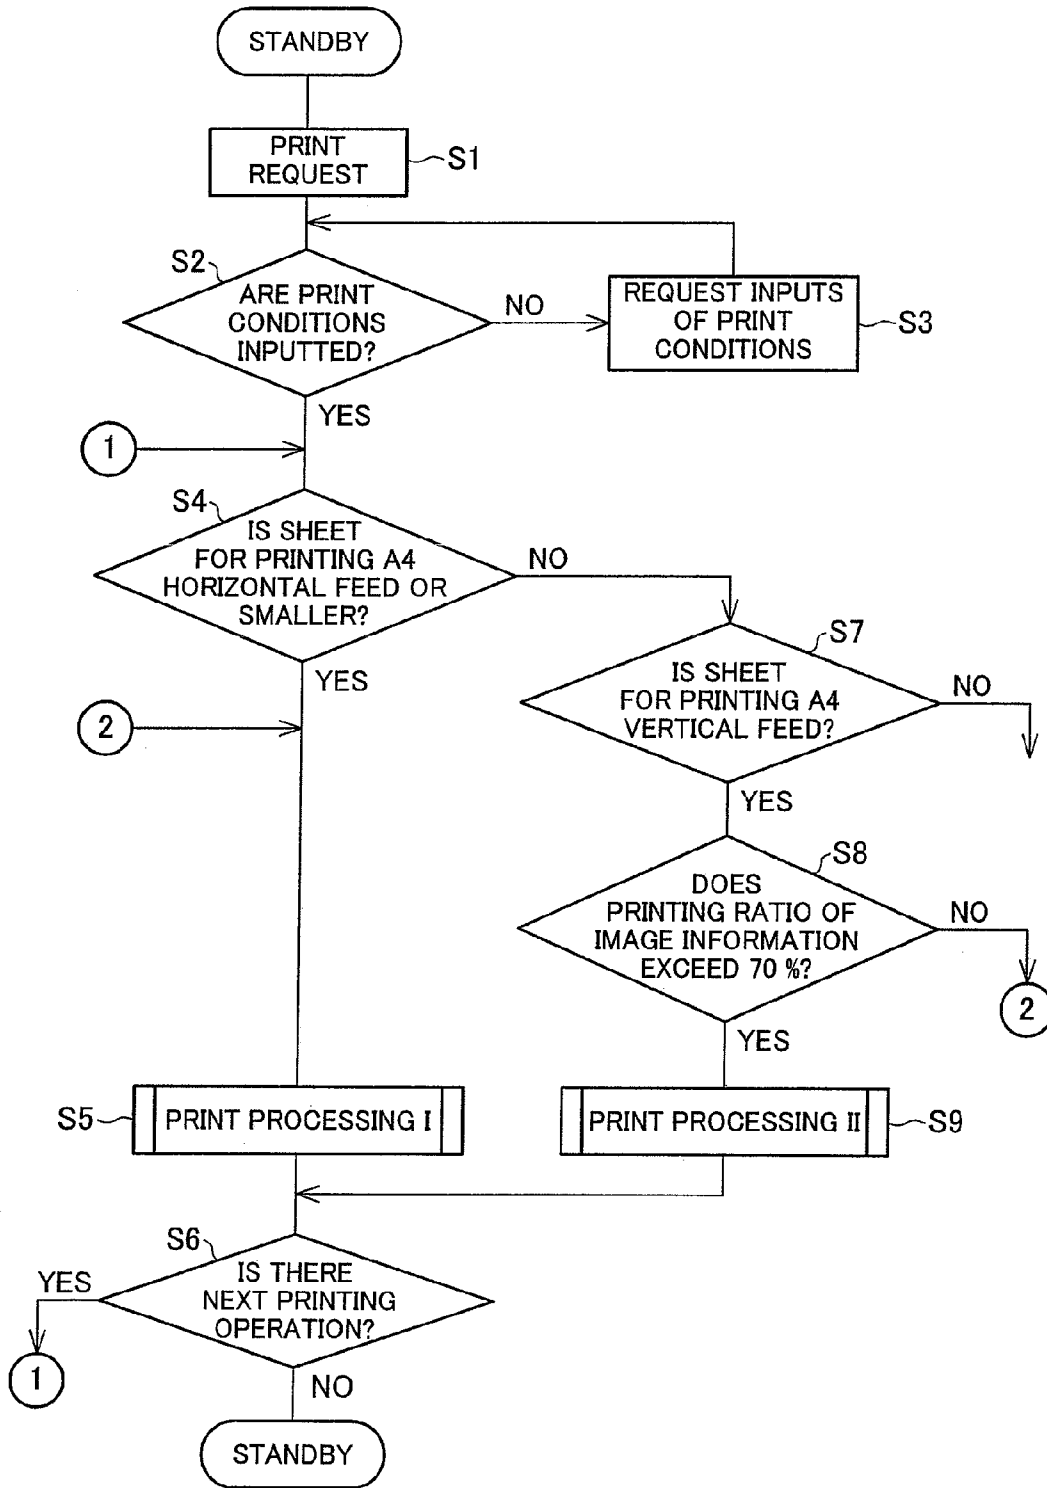 STANDBY
PRINT
REQUEST
S1
S2
ARE PRINT
CONDITIONS
INPUTTED?
NO
REQUEST INPUTS
OF PRINT
CONDITIONS
S3
YES
1
S4
IS SHEET
FOR PRINTING A4
HORIZONTAL FEED OR
SMALLER?
NO
YES
S7
IS SHEET
FOR PRINTING A4
VERTICAL FEED?
NO
2
YES
S8
DOES
PRINTING RATIO OF
IMAGE INFORMATION
EXCEED 70 %?
NO
2
YES
S5
PRINT PROCESSING I
PRINT PROCESSING II
S9
S6
IS THERE
NEXT PRINTING
OPERATION?
YES
1
NO
STANDBY